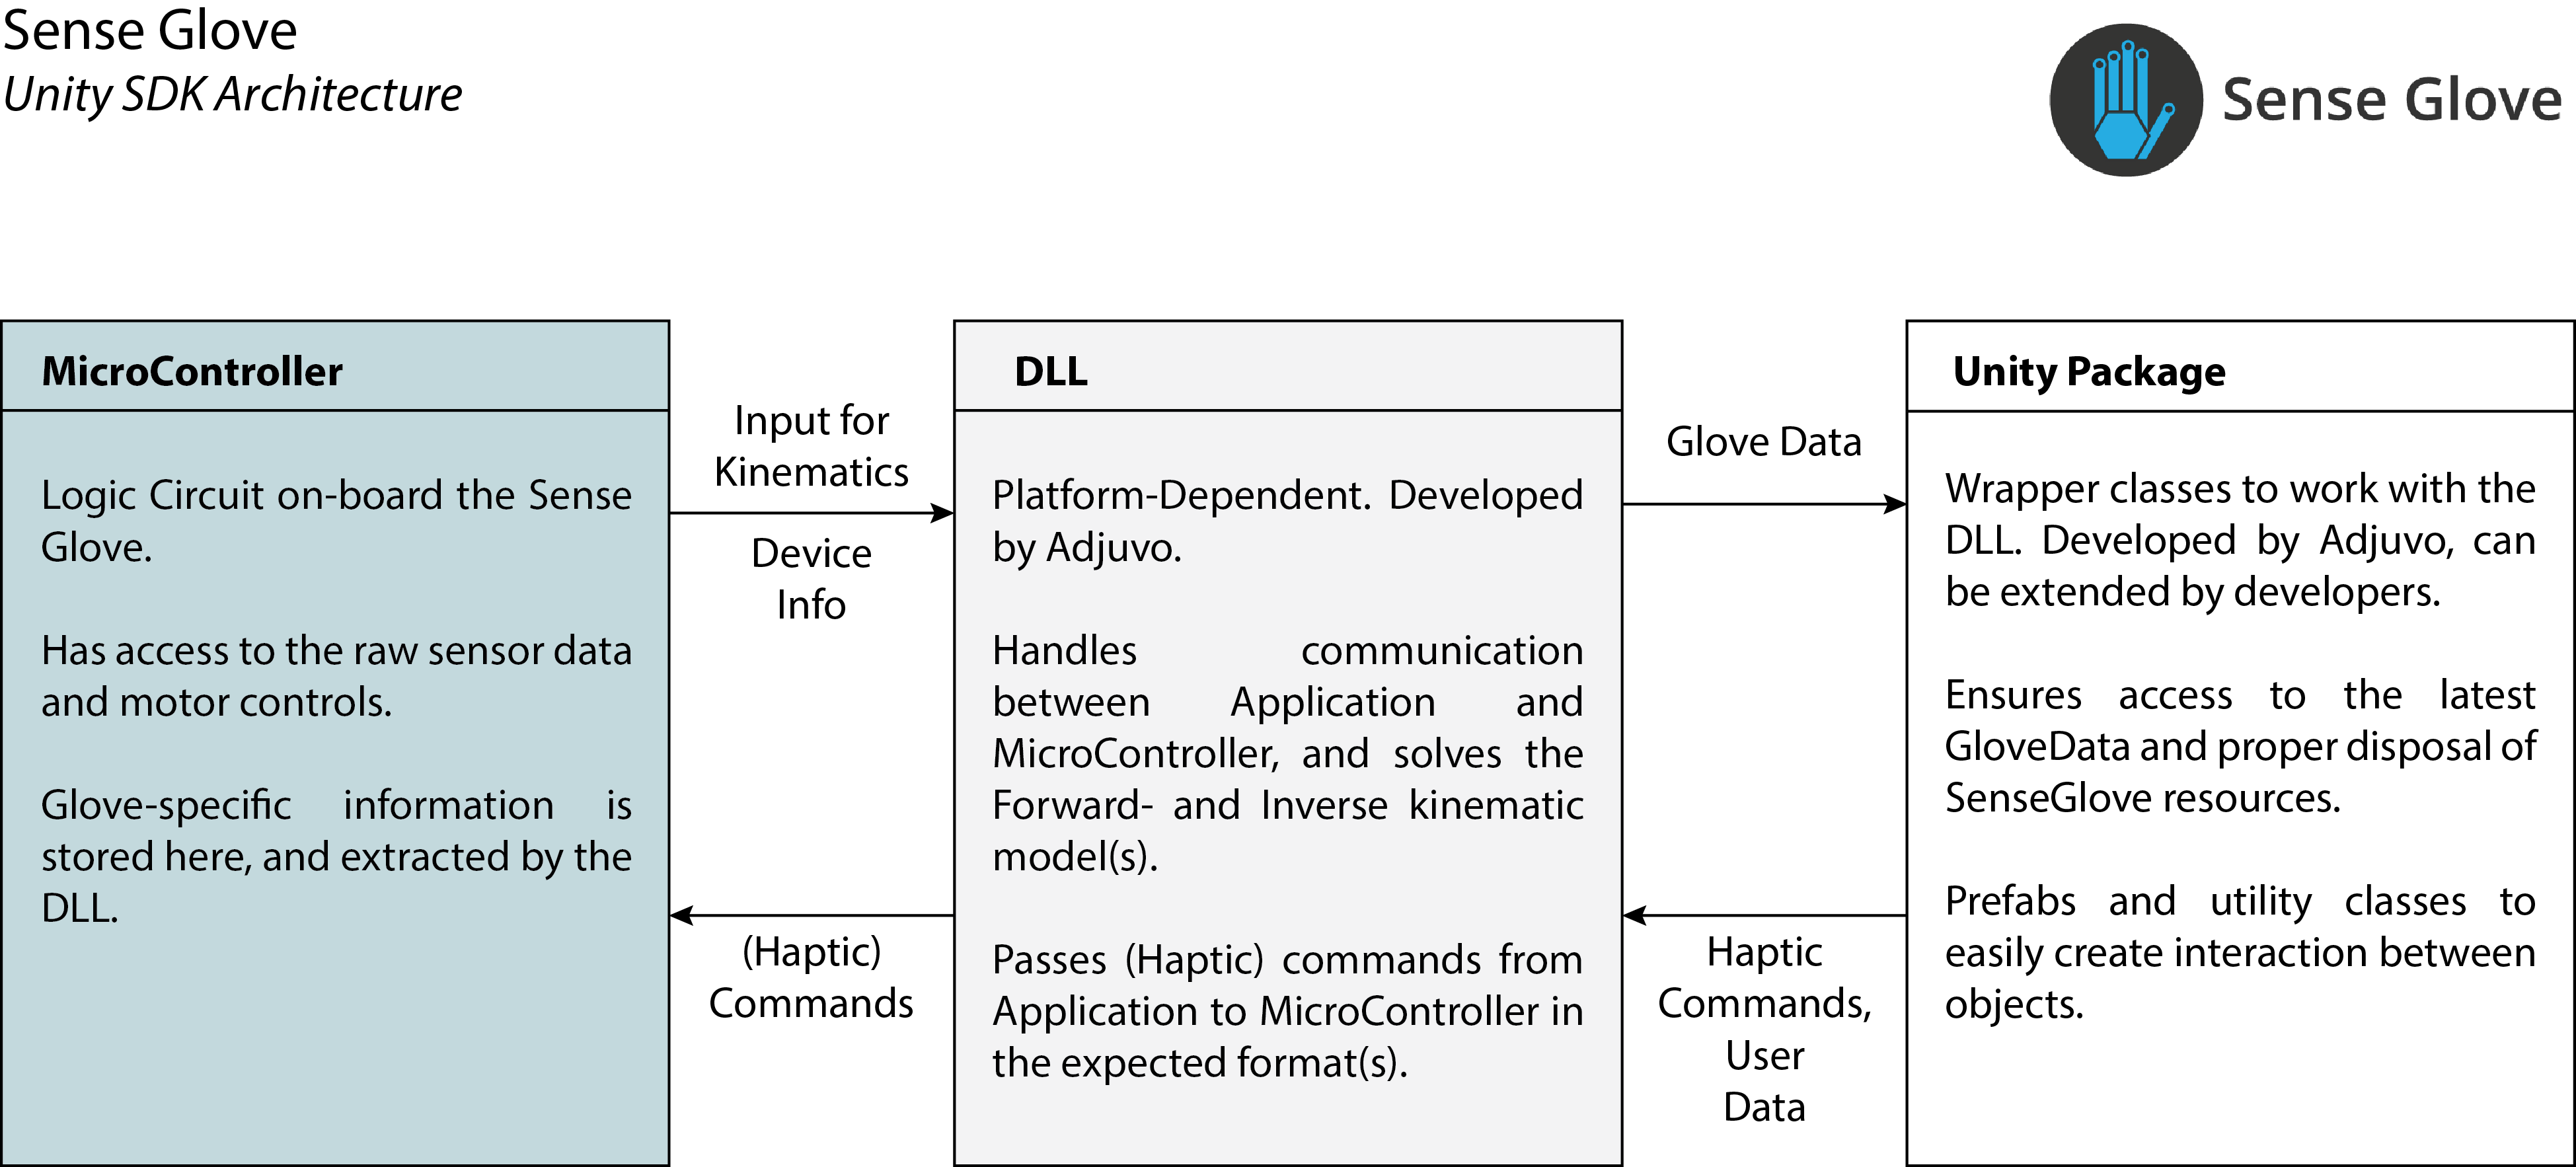 Sense Glove
Unity SDK Architecture
Sense Glove
MicroController
Logic Circuit on-board the Sense
Glove.
Has access to the raw sensor data
and motor controls.
Glove-specific information is
stored here, and extracted by the
DLL.
Input for
Kinematics
Device
Info
(Haptic)
Commands
DLL
Platform-Dependent. Developed
by Adjuvo.
Handles communication
between Application and
MicroController, and solves the
Forward- and Inverse kinematic
model(s).
Passes (Haptic) commands from
Application to MicroController in
the expected format(s).
Glove Data
Haptic
Commands,
User
Data
Unity Package
Wrapper classes to work with the
DLL. Developed by Adjuvo, can
be extended by developers.
Ensures access to the latest
GloveData and proper disposal of
SenseGlove resources.
Prefabs and utility classes to
easily create interaction between
objects.